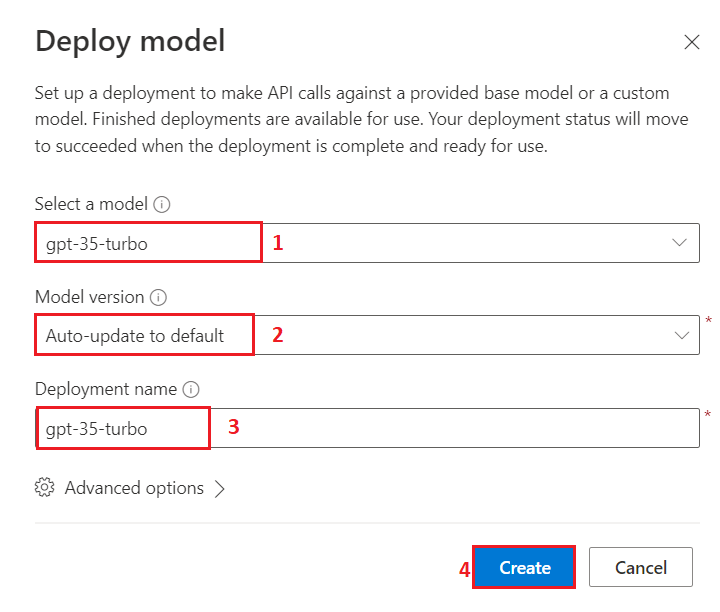 Deploy model
Set up a deployment to make API calls against a provided base model or a custom
model. Finished deployments are available for use. Your deployment status will move
to succeeded when the deployment is complete and ready for use.
Select a model
gpt-35-turbo 1
Model version
Auto-update to default 2 *
Deployment name
gpt-35-turbo 3 *
Advanced options
4 Create Cancel